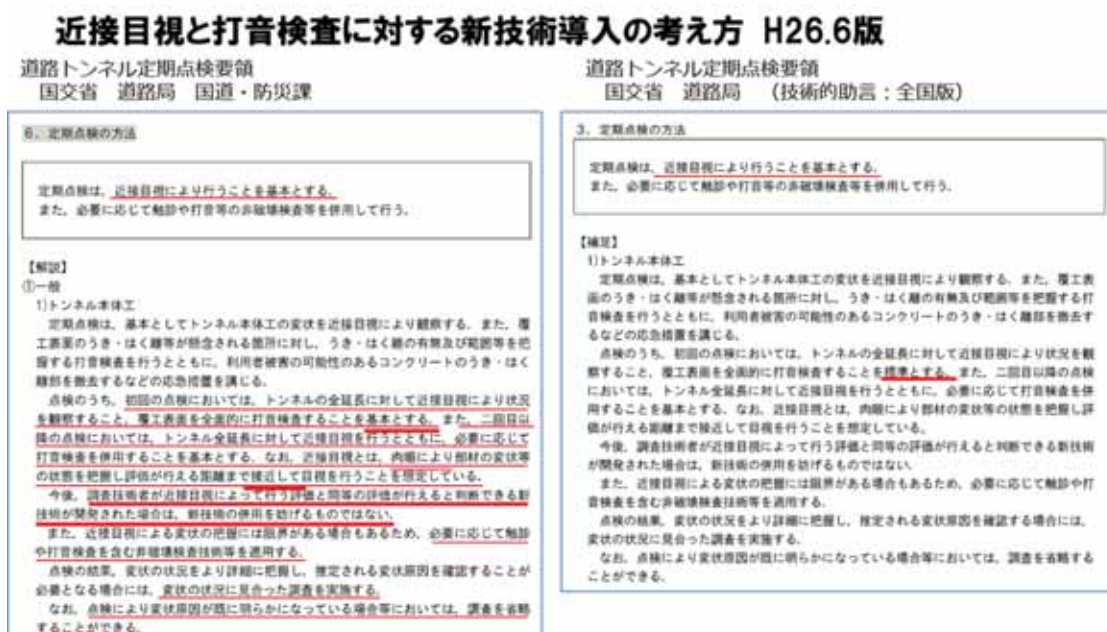 近接目視と打音検査に対する新技術導入の考え方 H26.6版
道路トンネル定期点検要領
国交省 道路局 国道・防災課
6. 定期点検の方法
定期点検は、近接目視により行うことを基本とする。
また、必要に応じて触診や打音等の非破壊検査等を併用して行う。
【解説】
①一般
1)トンネル本体工
定期点検は、基本としてトンネル本体工の変状を近接目視により観察する。また、覆
工表面のうき・はく離等が懸念される箇所に対し、うき・はく離の有無及び範囲等を把
握する打音検査を行うとともに、利用者被害の可能性のあるコンクリートのうき・はく
離部を撤去するなどの応急措置を講じる。
点検のうち、初回の点検においては、トンネルの全延長に対して近接目視により状況
を観察すること、覆工表面を全面的に打音検査することを基本とする。また、二回目以
降の点検においては、トンネル全延長に対して近接目視を行うとともに、必要に応じて
打音検査を併用することを基本とする。なお、近接目視とは、肉眼により部材の変状等
の状態を把握し評価が行える距離まで接近して目視を行うことを想定している。
今後、調査技術者が近接目視によって行う評価と同等の評価が行えると判断できる新
技術が開発された場合は、新技術の併用を妨げるものではない。
また、近接目視による変状の把握には限界がある場合もあるため、必要に応じて触診
や打音検査を含む非破壊検査技術等を適用する。
点検の結果、変状の状況をより詳細に把握し、推定される変状原因を確認することが
必要となる場合には、変状の状況に見合った調査を実施する。
なお、点検により変状原因が既に明らかになっている場合等においては、調査を省略
することができる。
道路トンネル定期点検要領
国交省 道路局 （技術的助言：全国版）
3. 定期点検の方法
定期点検は、近接目視により行うことを基本とする。
また、必要に応じて触診や打音等の非破壊検査等を併用して行う。
【補足】
1)トンネル本体工
定期点検は、基本としてトンネル本体工の変状を近接目視により観察する。また、覆工表
面のうき・はく離等が懸念される箇所に対し、うき・はく離の有無及び範囲等を把握する打
音検査を行うとともに、利用者被害の可能性のあるコンクリートのうき・はく離部を撤去す
るなどの応急措置を講じる。
点検のうち、初回の点検においては、トンネルの全延長に対して近接目視により状況を観
察すること、覆工表面を全面的に打音検査することを標準とする。また、二回目以降の点検
においては、トンネル全延長に対して近接目視を行うとともに、必要に応じて打音検査を併
用することを基本とする。なお、近接目視とは、肉眼により部材の変状等の状態を把握し評
価が行える距離まで接近して目視を行うことを想定している。
今後、調査技術者が近接目視によって行う評価と同等の評価が行えると判断できる新技術
が開発された場合は、新技術の併用を妨げるものではない。
また、近接目視による変状の把握には限界がある場合もあるため、必要に応じて触診や打
音検査を含む非破壊検査技術等を適用する。
点検の結果、変状の状況をより詳細に把握し、推定される変状原因を確認する場合には、
変状の状況に見合った調査を実施する。
なお、点検により変状原因が既に明らかになっている場合等においては、調査を省略する
ことができる。